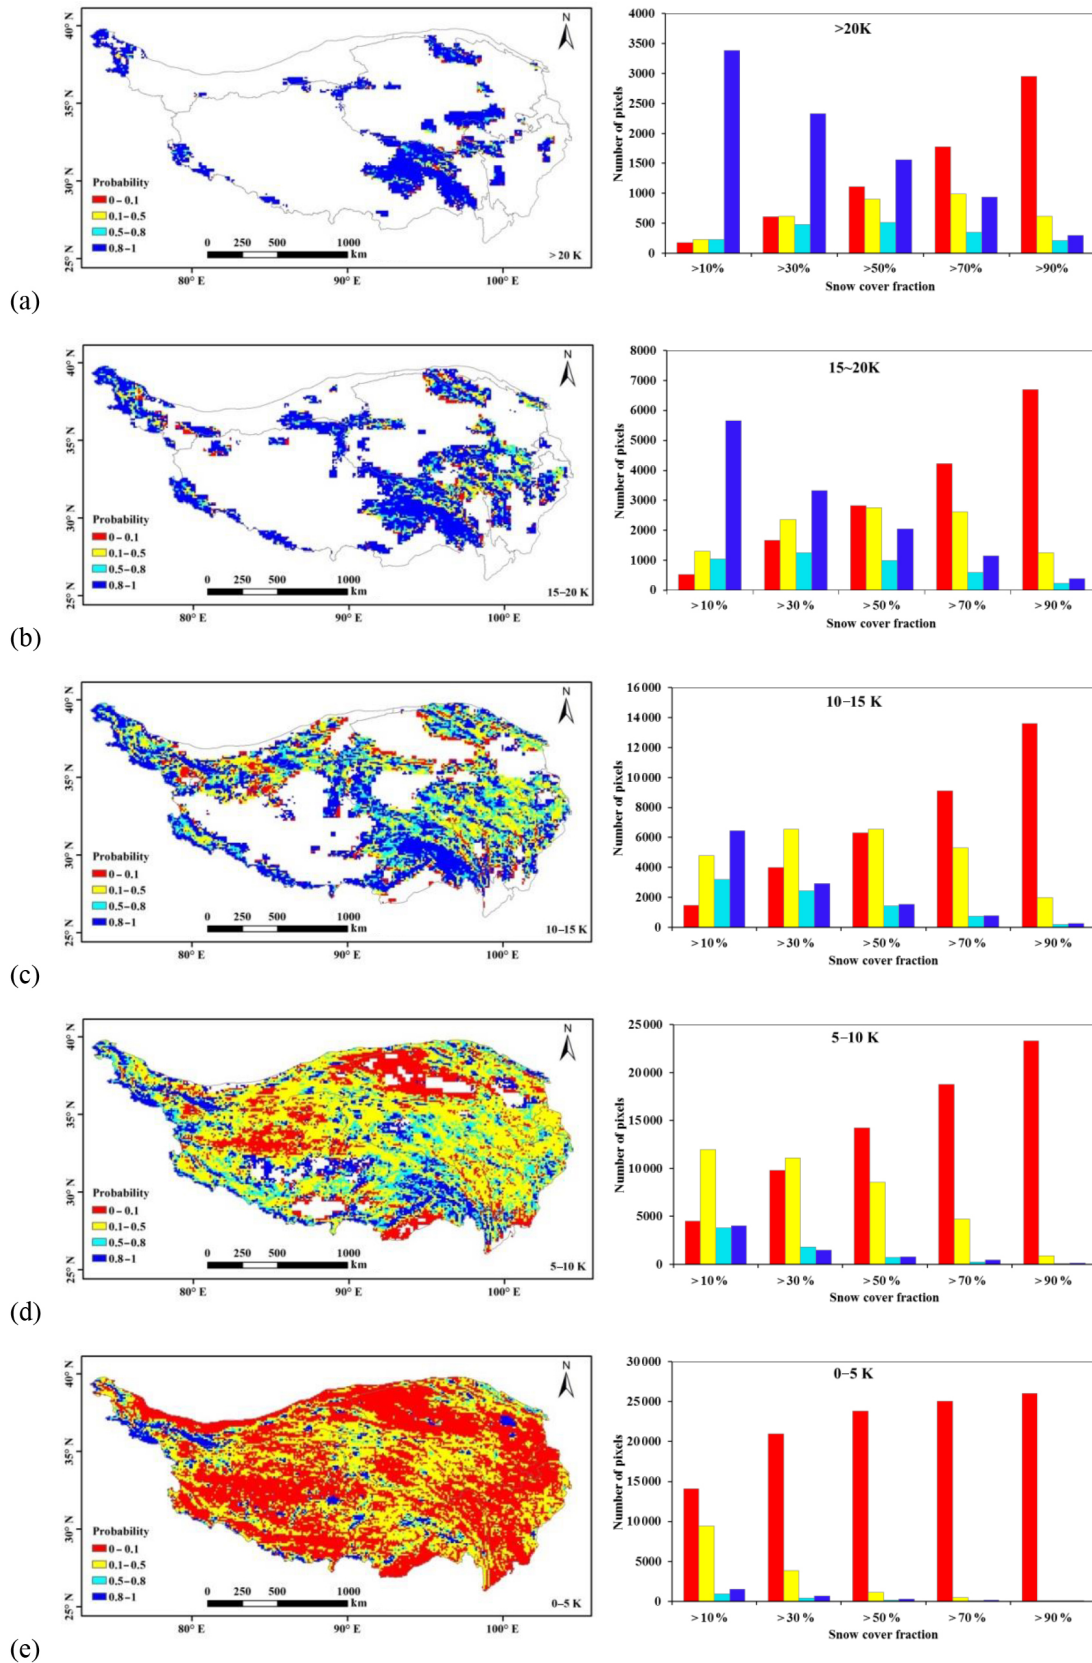 N
>20K
40° N
35° N
30° N
25° N
Probability
0 – 0.1
0.1 – 0.5
0.5 – 0.8
0.8 – 1
0 250 500 1000
km
> 20 K
80° E 90° E 100° E
Number of pixels
4000
3500
3000
2500
2000
1500
1000
500
0
>10% >30% >50% >70% >90%
Snow cover fraction
(a)
N
15~20K
40° N
35° N
30° N
25° N
Probability
0 – 0.1
0.1 – 0.5
0.5 – 0.8
0.8 – 1
0 250 500 1000
km
15–20 K
80° E 90° E 100° E
Number of pixels
8000
7000
6000
5000
4000
3000
2000
1000
0
>10% >30% >50% >70% >90%
Snow cover fraction
(b)
N
10–15 K
40° N
35° N
30° N
25° N
Probability
0 – 0.1
0.1 – 0.5
0.5 – 0.8
0.8 – 1
0 250 500 1000
km
10–15 K
80° E 90° E 100° E
Number of pixels
16 000
14 000
12 000
10 000
8000
6000
4000
2000
0
>10% >30% >50% >70% >90%
Snow cover fraction
(c)
N
5–10 K
40° N
35° N
30° N
25° N
Probability
0 – 0.1
0.1 – 0.5
0.5 – 0.8
0.8 – 1
0 250 500 1000
km
5–10 K
80° E 90° E 100° E
Number of pixels
25 000
20 000
15 000
10 000
5000
0
>10% >30% >50% >70% >90%
Snow cover fraction
(d)
N
0–5 K
40° N
35° N
30° N
25° N
Probability
0 – 0.1
0.1 – 0.5
0.5 – 0.8
0.8 – 1
0 250 500 1000
km
0–5 K
80° E 90° E 100° E
Number of pixels
30 000
25 000
20 000
15 000
10 000
5000
0
>10% >30% >50% >70% >90%
Snow cover fraction
(e)